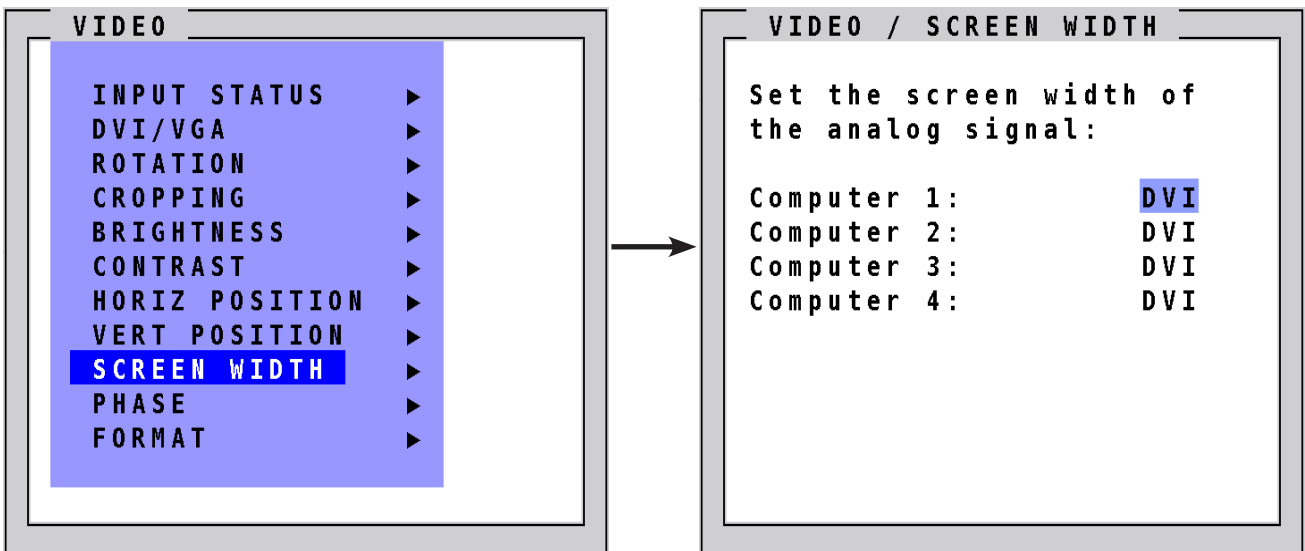 VIDEO
INPUT STATUS
DVI/VGA
ROTATION
CROPPING
BRIGHTNESS
CONTRAST
HORIZ POSITION
VERT POSITION
SCREEN WIDTH
PHASE
FORMAT
VIDEO / SCREEN WIDTH
Set the screen width of
the analog signal:
Computer 1: DVI
Computer 2: DVI
Computer 3: DVI
Computer 4: DVI